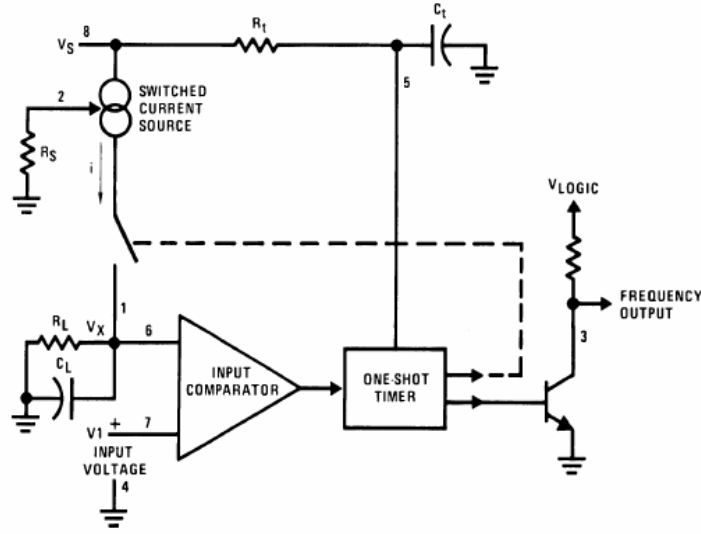 8
Vs
Rt
Ct
5
2
SWITCHED
CURRENT
SOURCE
Rs
i
VLOGIC
FREQUENCY
OUTPUT
3
1
RL
Vx
6
CL
INPUT
COMPARATOR
ONE-SHOT
TIMER
V1
+
7
INPUT
VOLTAGE
4